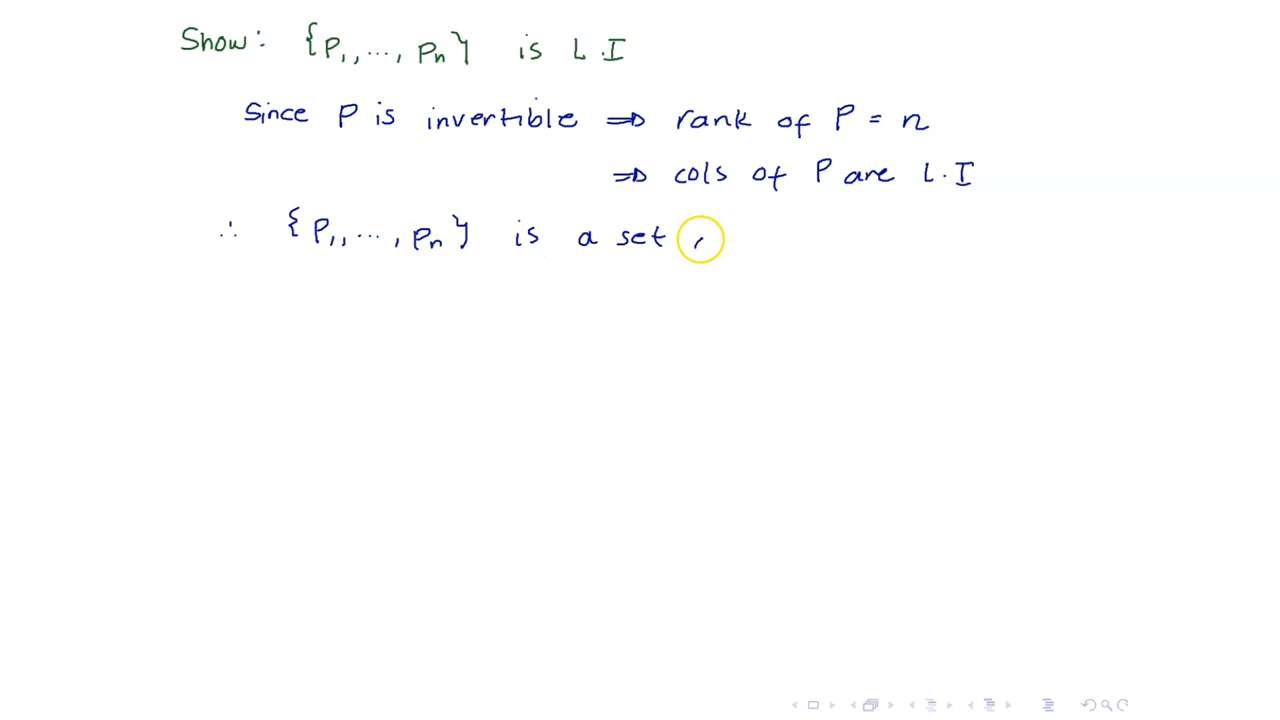 Show: {P₁, ..., Pₙ} is L.I
Since P is invertible ⇒ rank of P = n
⇒ cols of P are L.I
∴ {P₁, ..., Pₙ} is a set